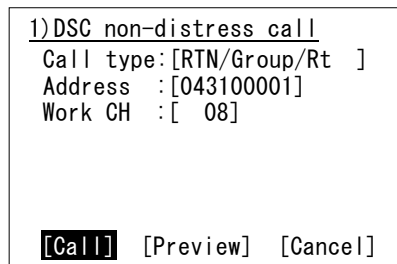 1)DSC non-distress call
Call type:[RTN/Group/Rt  ]
Address  :[043100001]
Work CH  :[  08]
[Call]  [Preview]  [Cancel]